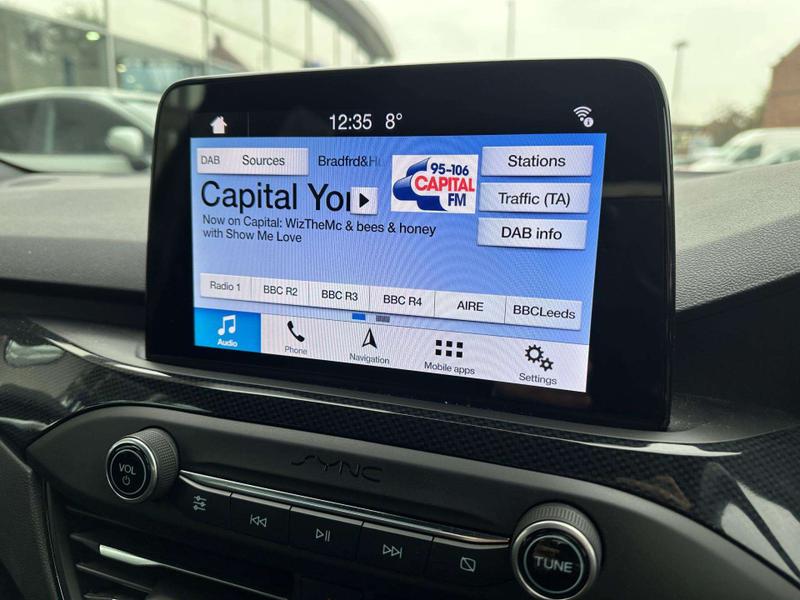 12:35 8°
DAB Sources Bradfrd&Hu
95-106
CAPITAL
FM
Stations
Capital Yor
Traffic (TA)
Now on Capital: WizTheMc & bees & honey
with Show Me Love
DAB info
Radio 1 BBC R2 BBC R3 BBC R4 AIRE BBCLeeds
Audio Phone Navigation Mobile apps Settings
SYNC
VOL
TUNE